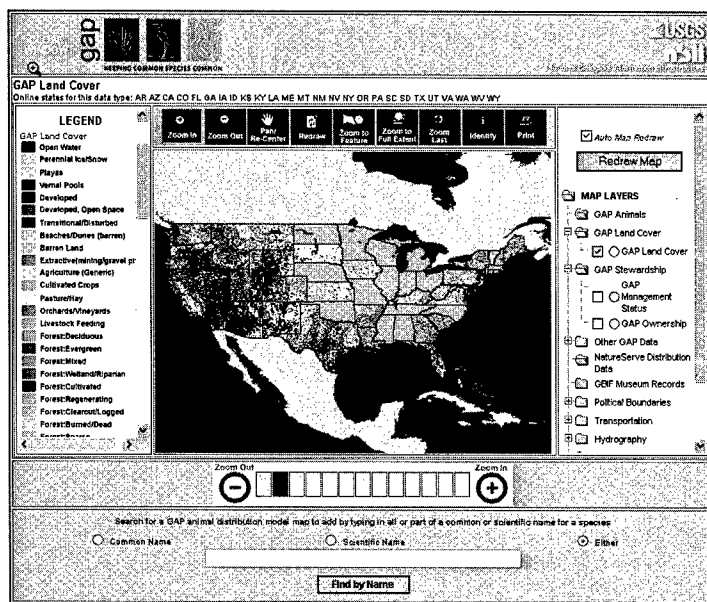 gap
KEEPING COMMON SPECIES COMMON
USGS
GAP Land Cover
Online states for this data type: AR AZ CA CO FL GA IA ID KS KY LA ME MT NM NV NY OR PA SC SD TX UT VA WA WV WY
LEGEND
GAP Land Cover
Open Water
Perennial Ice/Snow
Playas
Vernal Pools
Developed
Developed, Open Space
Transitional/Disturbed
Beaches/Dunes (barren)
Barren Land
Extractive(mining/gravel pr
Agriculture (Generic)
Cultivated Crops
Pasture/Hay
Orchards/Vineyards
Livestock Feeding
Forest:Deciduous
Forest:Evergreen
Forest:Mixed
Forest:Wetland/Riparian
Forest:Cultivated
Forest:Regenerating
Forest:Clearcut/Logged
Forest:Burned/Dead
Zoom In
Zoom Out
Pan/
Re-Center
Redraw
Zoom to
Feature
Zoom to
Full Extent
Zoom
Last
Identify
Print
Auto Map Redraw
Redraw Map
MAP LAYERS
GAP Animals
GAP Land Cover
GAP Land Cover
GAP Stewardship
GAP
Management
Status
GAP Ownership
Other GAP Data
NatureServe Distribution
Data
GBIF Museum Records
Political Boundaries
Transportation
Hydrography
Zoom Out
Zoom In
Search for a GAP animal distribution model map to add by typing in all or part of a common or scientific name for a species
Common Name
Scientific Name
Either
Find by Name